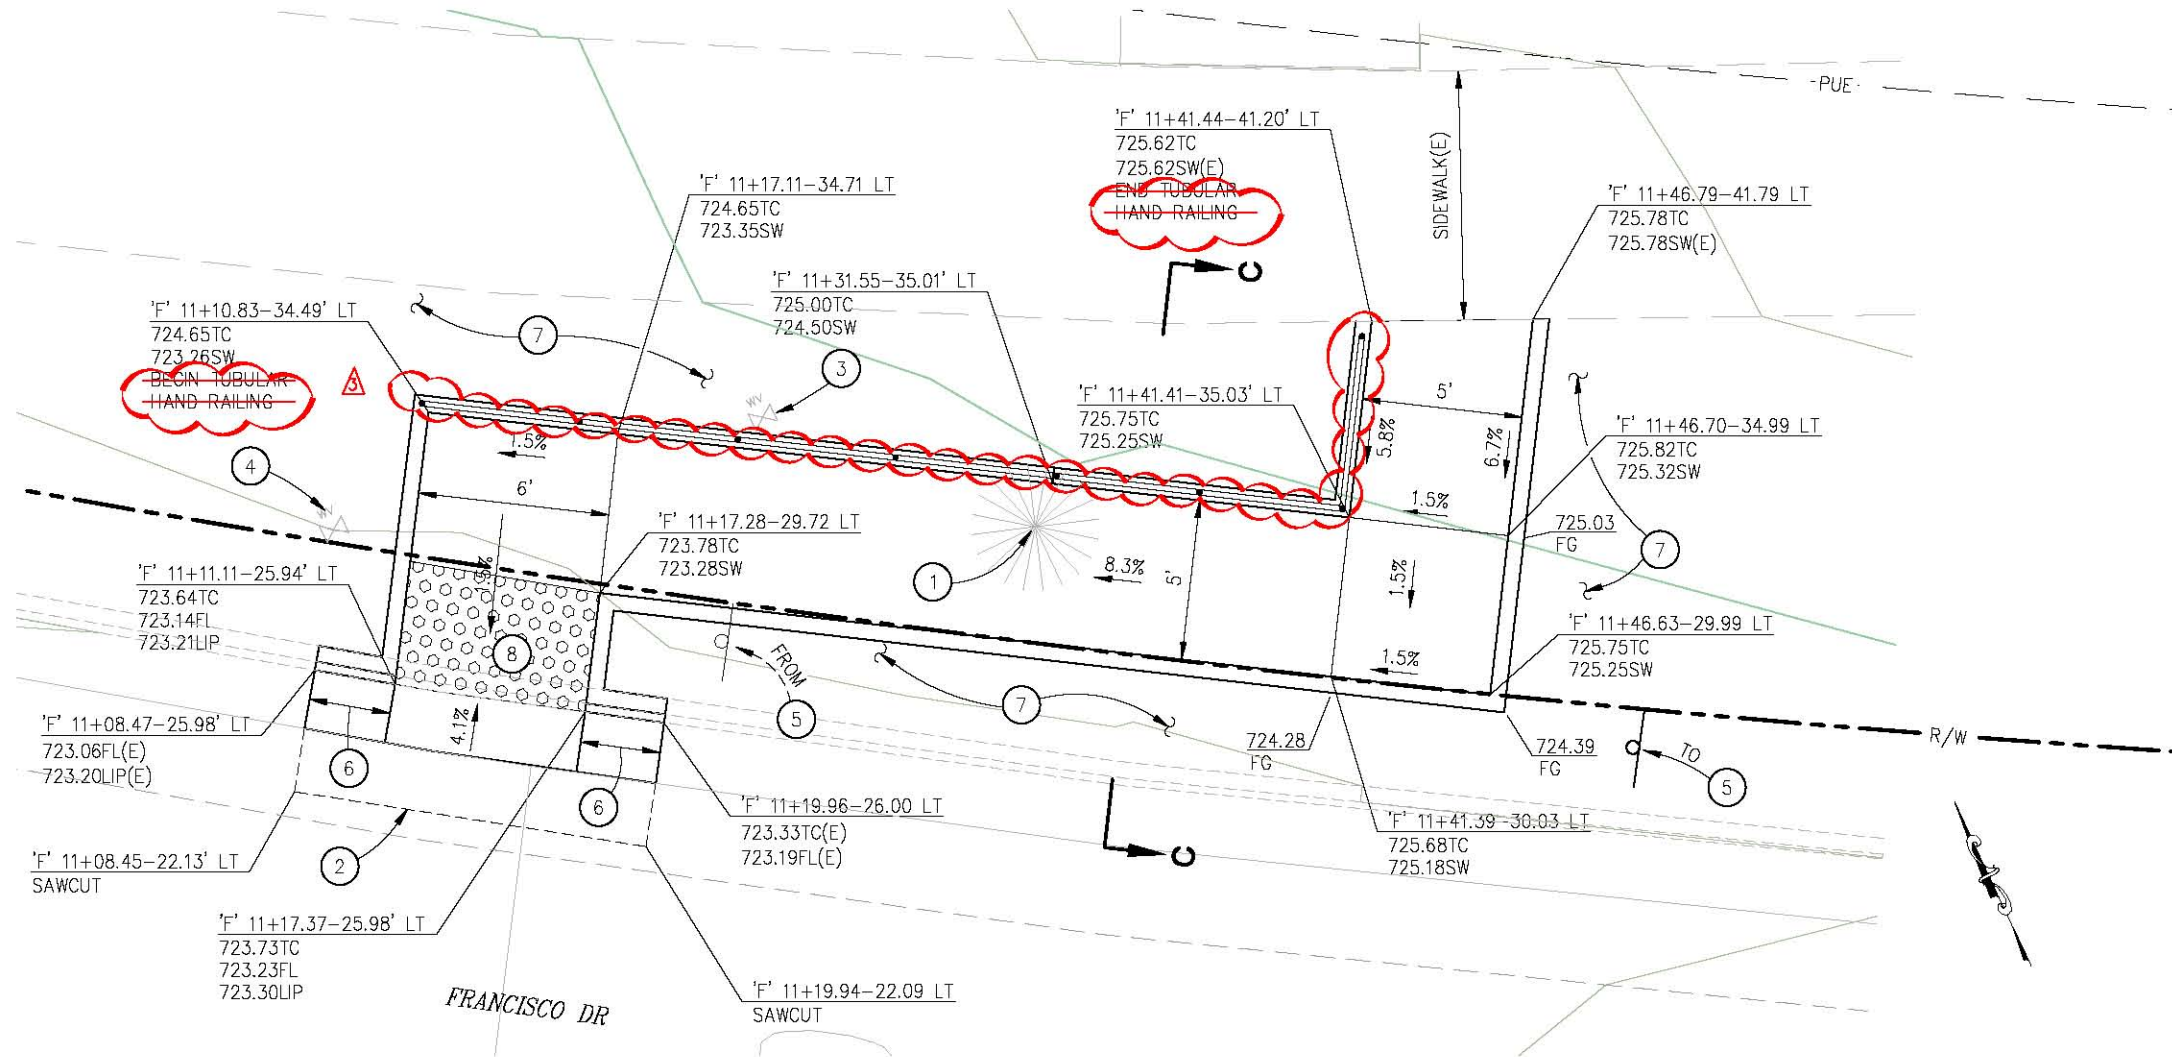 -PUE-
'F' 11+41.44-41.20' LT
725.62TC
725.62SW(E)
END TUBULAR
HAND RAILING
SIDEWALK(E)
'F' 11+17.11-34.71 LT
724.65TC
723.35SW
'F' 11+46.79-41.79 LT
725.78TC
725.78SW(E)
C
'F' 11+31.55-35.01' LT
725.00TC
724.50SW
'F' 11+10.83-34.49' LT
724.65TC
723.26SW
BEGIN TUBULAR
HAND RAILING
3
7
3
WV
'F' 11+41.41-35.03' LT
725.75TC
725.25SW
5'
5.8%
6.7%
'F' 11+46.70-34.99 LT
725.82TC
725.32SW
1.5%
4
6'
1.5%
725.03
FG
7
'F' 11+17.28-29.72 LT
723.78TC
723.28SW
1
8.3%
5'
1.5%
1.5%
'F' 11+11.11-25.94' LT
723.64TC
723.14FL
723.21LIP
8
'F' 11+46.63-29.99 LT
725.75TC
725.25SW
1.5%
FROM
5
7
'F' 11+08.47-25.98' LT
723.06FL(E)
723.20LIP(E)
4.1%
6
6
724.28
FG
724.39
FG
R/W
TO
5
'F' 11+19.96-26.00 LT
723.33TC(E)
723.19FL(E)
'F' 11+41.39-30.03 LT
725.68TC
725.18SW
C
'F' 11+08.45-22.13' LT
SAWCUT
2
'F' 11+17.37-25.98' LT
723.73TC
723.23FL
723.30LIP
'F' 11+19.94-22.09 LT
SAWCUT
FRANCISCO DR